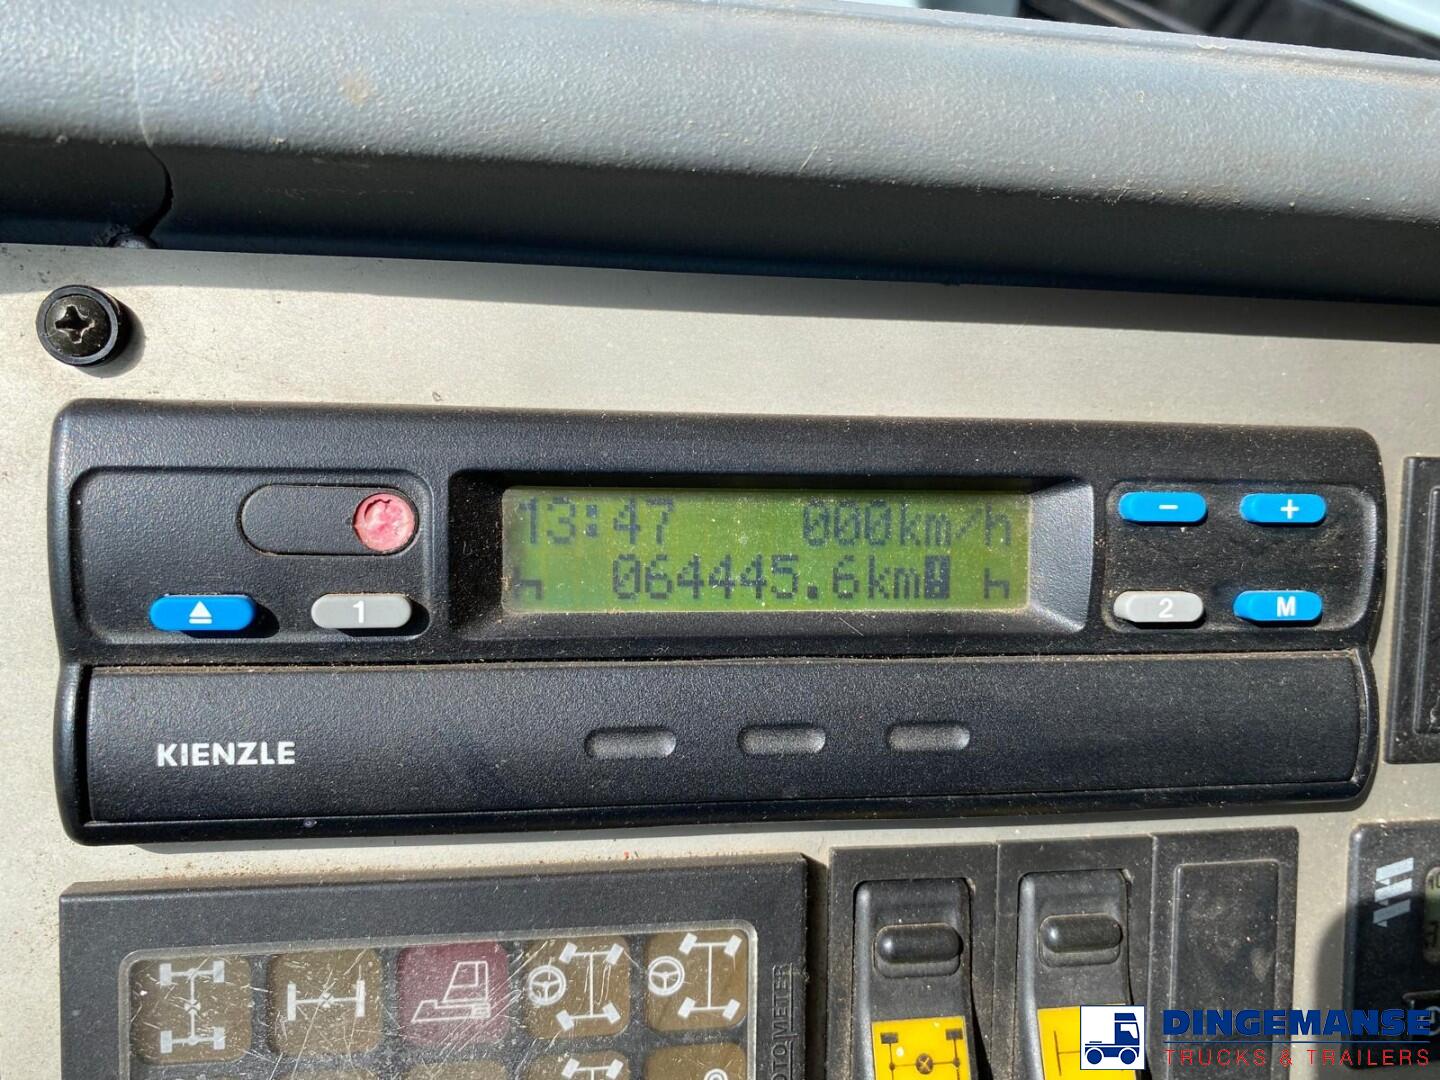 13:47 000km/h
h 064445.6km h
1
2
M
- +
KIENZLE
DINGEMANSE
TRUCKS & TRAILERS